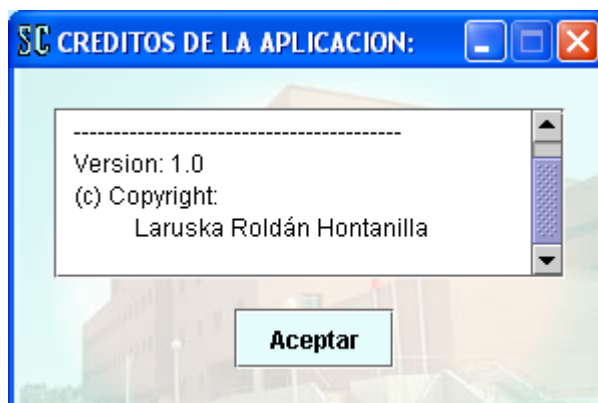 SC CREDITOS DE LA APLICACION:
-----------------------------------------
Version: 1.0
(c) Copyright:
Laruska Roldán Hontanilla
Aceptar